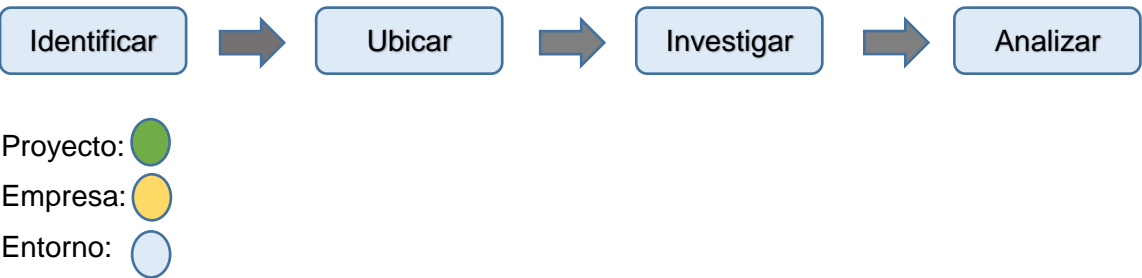 Identificar Ubicar Investigar Analizar
Proyecto:
Empresa:
Entorno: